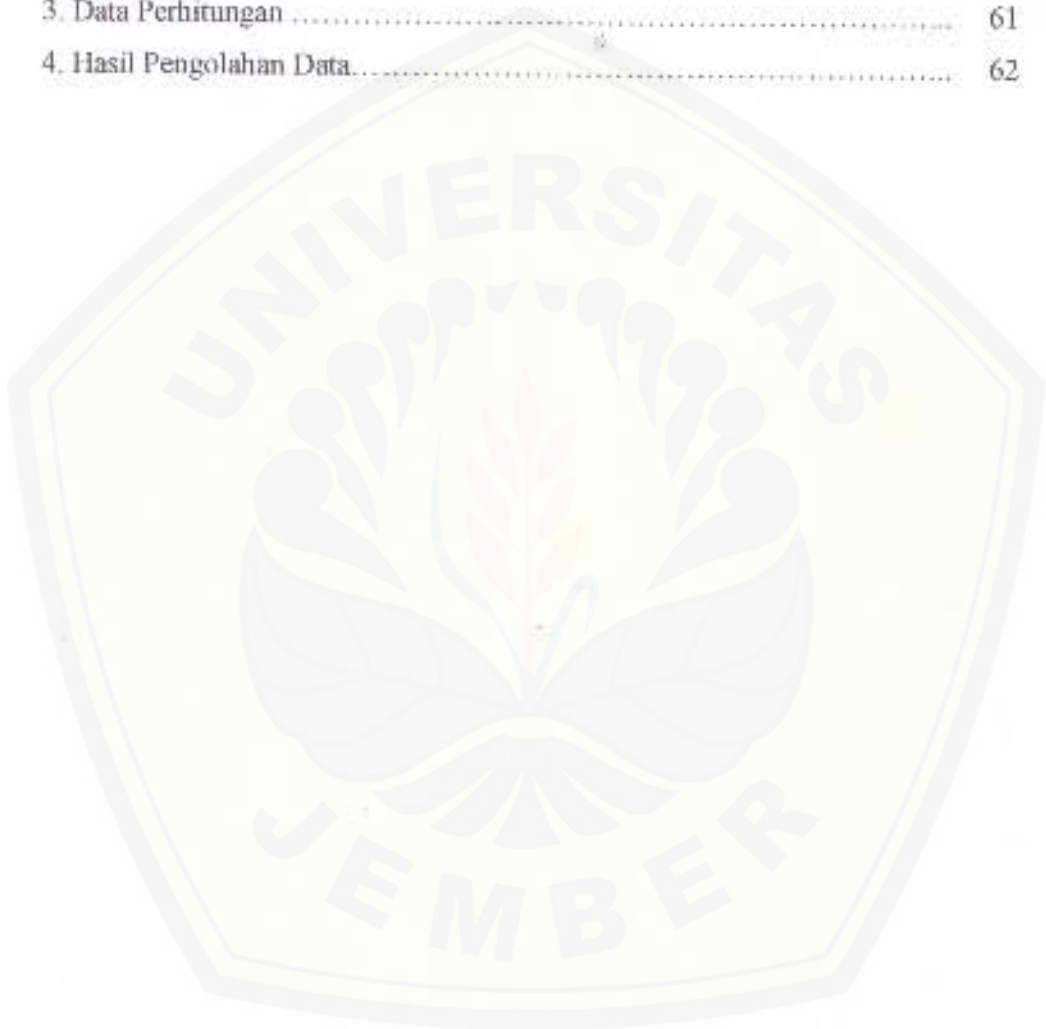 3. Data Perhitungan .......... 61
4. Hasil Pengolahan Data .......... 62
UNIVERSITAS
JEMBER